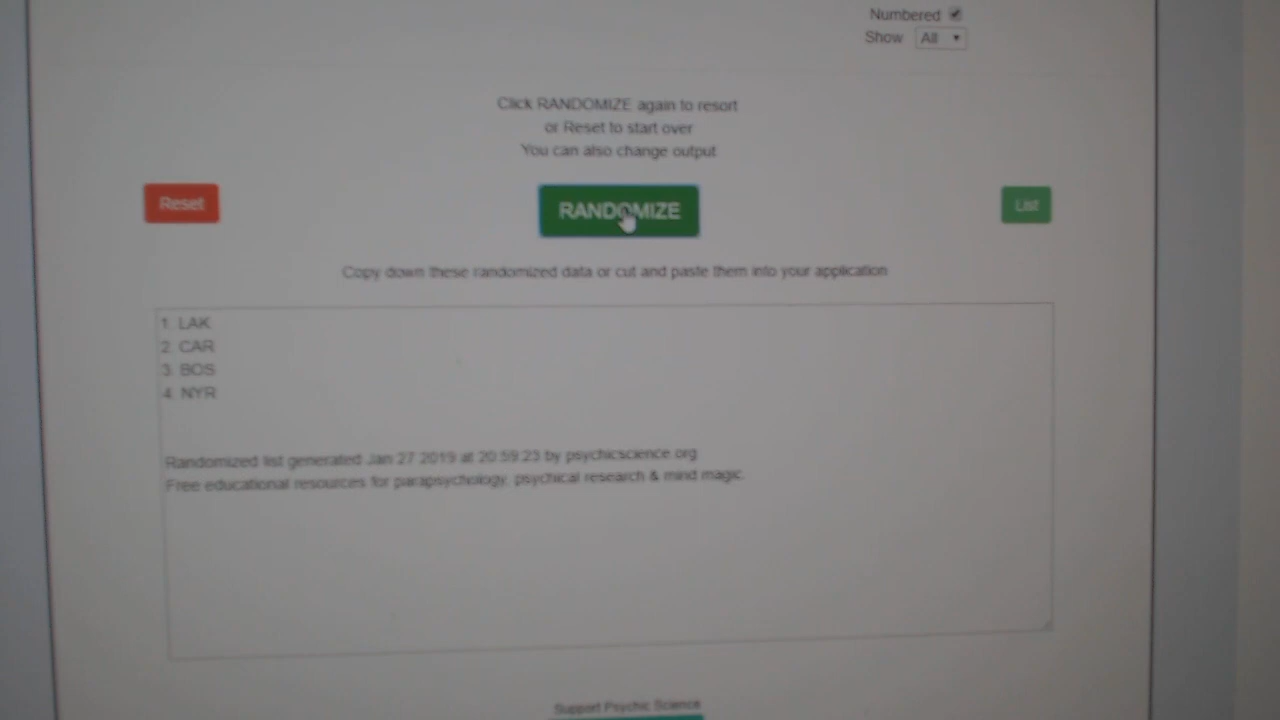 Numbered
Show All
Click RANDOMIZE again to resort
or Reset to start over
You can also change output
Reset
RANDOMIZE
List
Copy down these randomized data or cut and paste them into your application
1. LAK
2. CAR
3. BOS
4. NYR
Randomized list generated Jan 27 2019 at 20:59:23 by psychicscience.org
Free educational resources for parapsychology, psychical research & mind magic.
Support Psychic Science